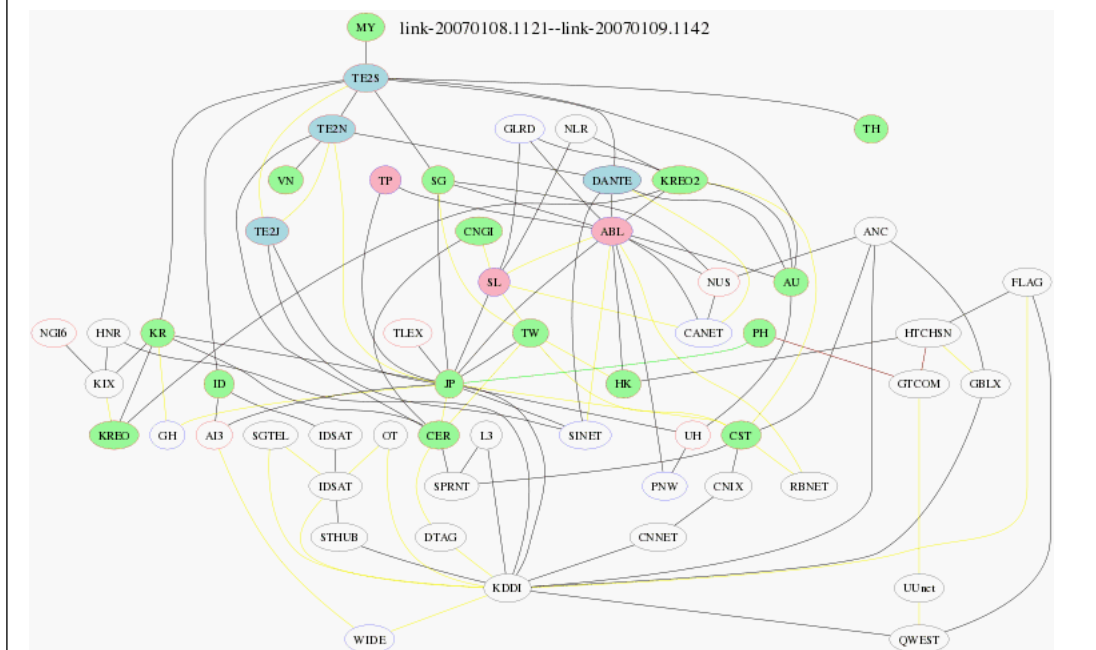 MY link-20070108.1121--link-20070109.1142
TE2S
TE2N GLRD NLR TH
VN TP SG DANTE KREO2
TE2J CNGI ABL ANC
SL NUS AU FLAG
NGI6 HNR KR TLEX TW CANET PH HTCHSN
KIX ID JP HK GTCOM GBLX
KREO GH AI3 SGTEL IDSAT OT CER L3 SINET UH CST
IDSAT SPRNT PNW CNIX RBNET
STHUB DTAG CNNET
KDDI UUnet
WIDE QWEST